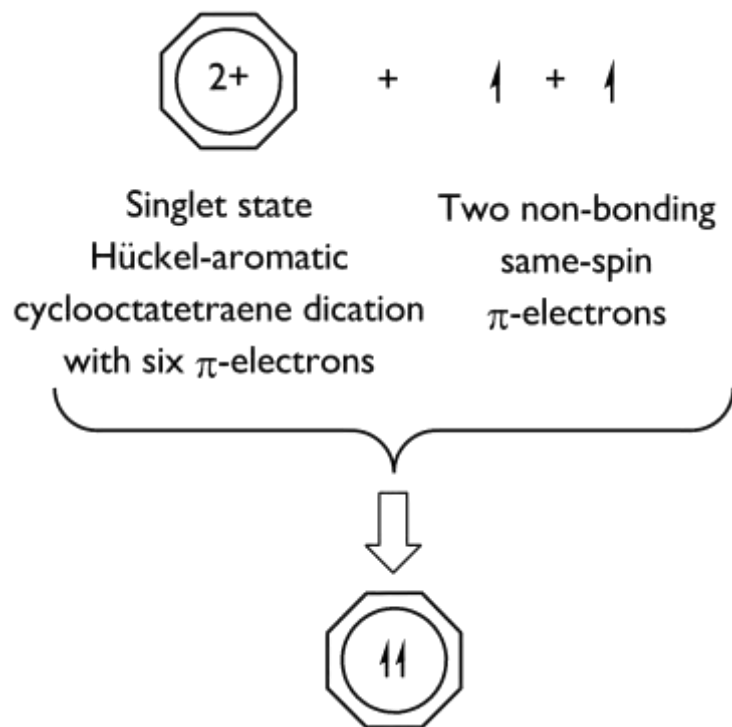 2+ + + 
Singlet state
Hückel-aromatic
cyclooctatetraene dication
with six π-electrons
Two non-bonding
same-spin
π-electrons